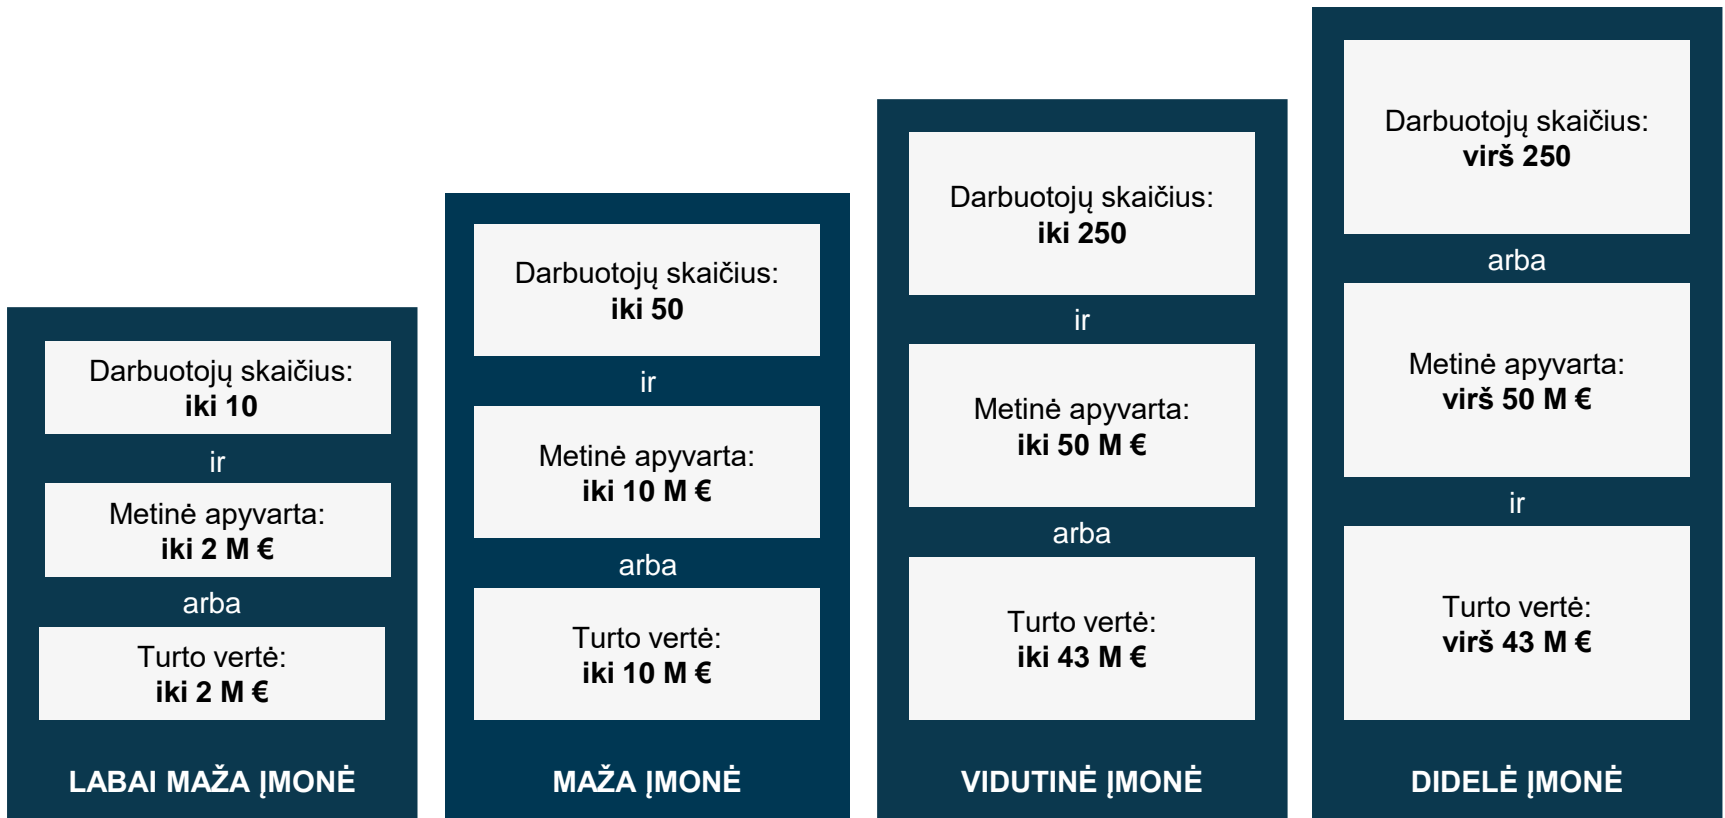 Darbuotojų skaičius:
iki 10
ir
Metinė apyvarta:
iki 2 M €
arba
Turto vertė:
iki 2 M €
LABAI MAŽA ĮMONĖ
Darbuotojų skaičius:
iki 50
ir
Metinė apyvarta:
iki 10 M €
arba
Turto vertė:
iki 10 M €
MAŽA ĮMONĖ
Darbuotojų skaičius:
iki 250
ir
Metinė apyvarta:
iki 50 M €
arba
Turto vertė:
iki 43 M €
VIDUTINĖ ĮMONĖ
Darbuotojų skaičius:
virš 250
arba
Metinė apyvarta:
virš 50 M €
ir
Turto vertė:
virš 43 M €
DIDELĖ ĮMONĖ